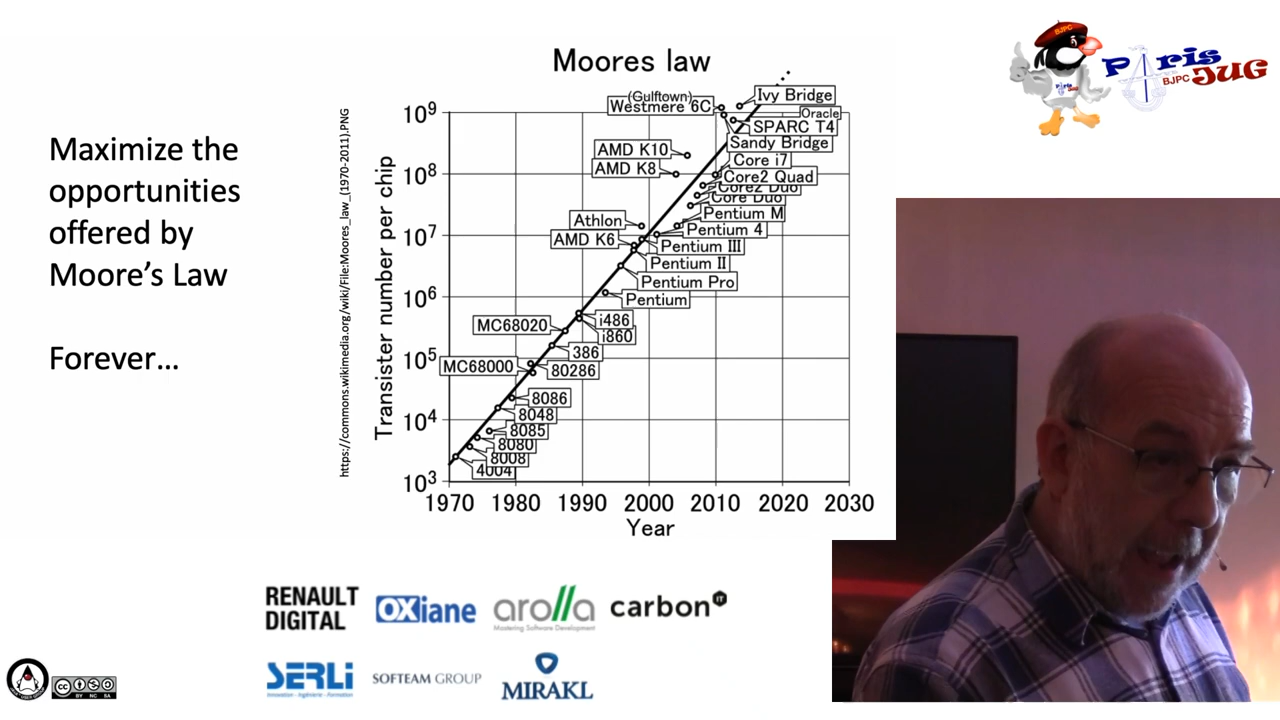 Moores law
BJPC
Paris
BJPC JUG
Maximize the
opportunities
offered by
Moore's Law
Forever...
https://commons.wikimedia.org/wiki/File:Moores_law_(1970-2011).PNG
Transister number per chip
10⁹
10⁸
10⁷
10⁶
10⁵
10⁴
10³
(Gulftown)
Westmere 6C
Ivy Bridge
Oracle
SPARC T4
Sandy Bridge
AMD K10
AMD K8
Core i7
Core2 Quad
Core2 Duo
Core Duo
Pentium M
Athlon
Pentium 4
AMD K6
Pentium III
Pentium II
Pentium Pro
Pentium
MC68020
i486
i860
386
MC68000
80286
8086
8048
8085
8080
8008
4004
1970 1980 1990 2000 2010 2020 2030
Year
RENAULT
DIGITAL
OXiane
arolla
Mastering Software Development
carbon IT
SERLi
Innovation - Ingénierie - Formation
SOFTEAM GROUP
MIRAKL
cc
BY NC SA